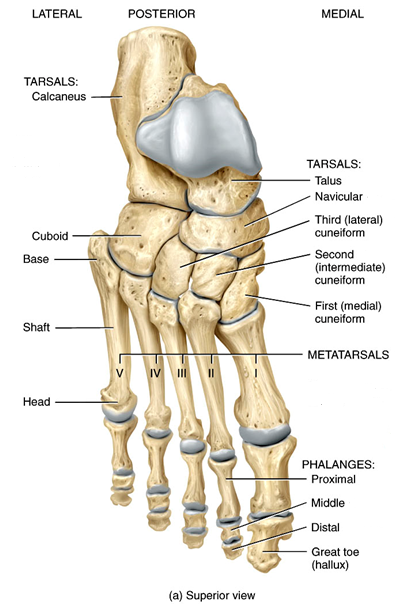 LATERAL POSTERIOR MEDIAL
TARSALS:
Calcaneus
TARSALS:
Talus
Navicular
Third (lateral)
cuneiform
Cuboid
Base
Second
(intermediate)
cuneiform
First (medial)
cuneiform
Shaft
METATARSALS
V IV III II I
Head
PHALANGES:
Proximal
Middle
Distal
Great toe
(hallux)
(a) Superior view